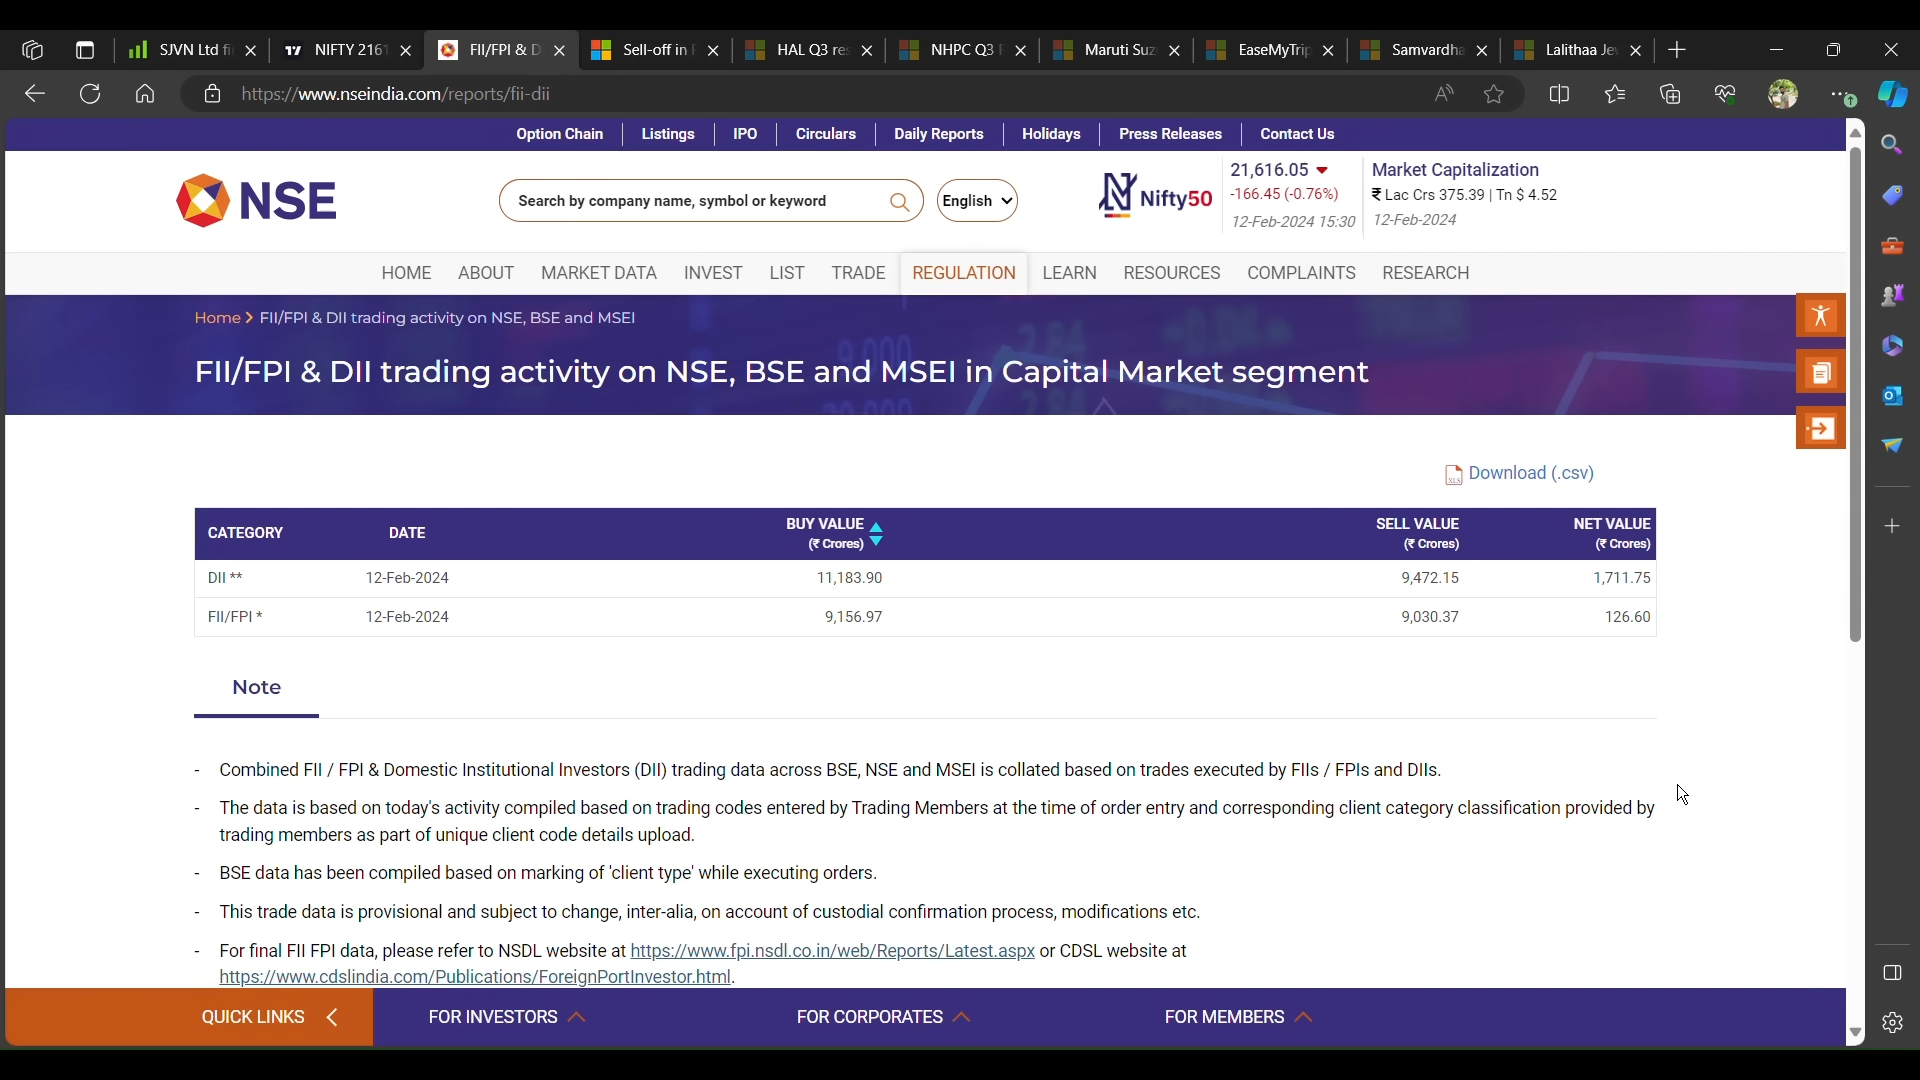 SJVN Ltd fi
NIFTY 2161
FII/FPI & D
Sell-off in
HAL Q3 re
NHPC Q3
Maruti Suz
EaseMyTrip
Samvardha
Lalithaa Je
https://www.nseindia.com/reports/fii-dii
Option Chain Listings IPO Circulars Daily Reports Holidays Press Releases Contact Us
NSE
Search by company name, symbol or keyword
English
Nifty50
21,616.05
-166.45 (-0.76%)
12-Feb-2024 15:30
Market Capitalization
₹ Lac Crs 375.39 | Tn $ 4.52
12-Feb-2024
HOME ABOUT MARKET DATA INVEST LIST TRADE REGULATION LEARN RESOURCES COMPLAINTS RESEARCH
Home > FII/FPI & DII trading activity on NSE, BSE and MSEI
FII/FPI & DII trading activity on NSE, BSE and MSEI in Capital Market segment
Download (.csv)
CATEGORY DATE BUY VALUE (₹ Crores) SELL VALUE (₹ Crores) NET VALUE (₹ Crores)
DII ** 12-Feb-2024 11,183.90 9,472.15 1,711.75
FII/FPI * 12-Feb-2024 9,156.97 9,030.37 126.60
Note
- Combined FII / FPI & Domestic Institutional Investors (DII) trading data across BSE, NSE and MSEI is collated based on trades executed by FIIs / FPIs and DIIs.
- The data is based on today's activity compiled based on trading codes entered by Trading Members at the time of order entry and corresponding client category classification provided by
trading members as part of unique client code details upload.
- BSE data has been compiled based on marking of 'client type' while executing orders.
- This trade data is provisional and subject to change, inter-alia, on account of custodial confirmation process, modifications etc.
- For final FII FPI data, please refer to NSDL website at https://www.fpi.nsdl.co.in/web/Reports/Latest.aspx or CDSL website at
https://www.cdslindia.com/Publications/ForeignPortInvestor.html.
QUICK LINKS FOR INVESTORS FOR CORPORATES FOR MEMBERS